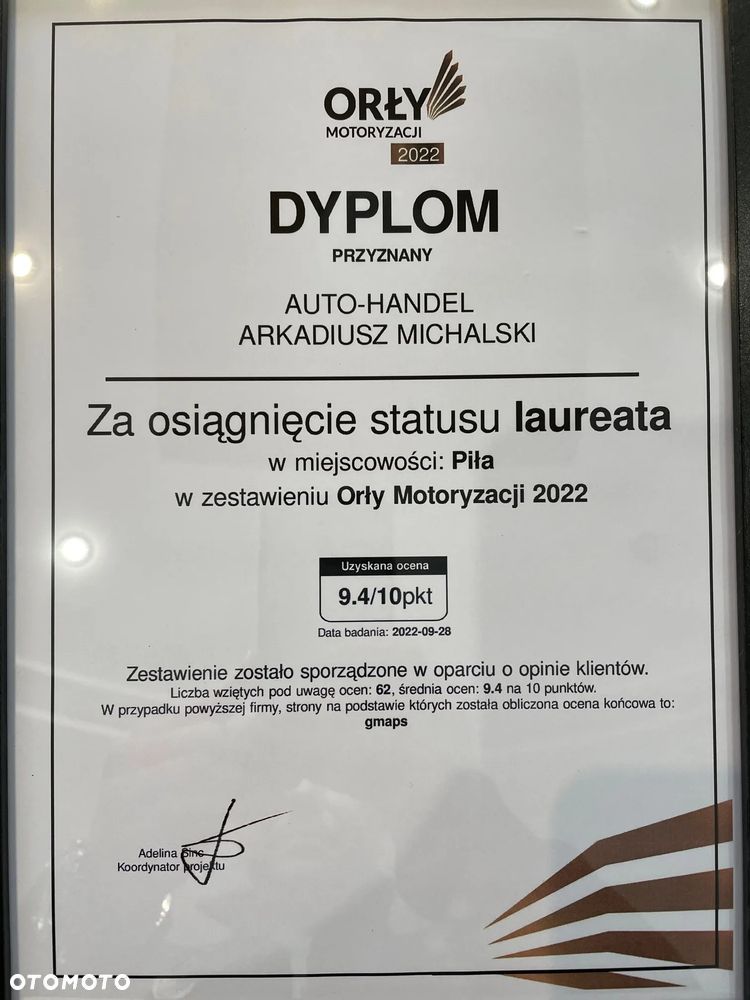 ORŁY
MOTORYZACJI
2022
DYPLOM
PRZYZNANY
AUTO-HANDEL
ARKADIUSZ MICHALSKI
Za osiągnięcie statusu laureata
w miejscowości: Piła
w zestawieniu Orły Motoryzacji 2022
Uzyskana ocena
9.4/10pkt
Data badania: 2022-09-28
Zestawienie zostało sporządzone w oparciu o opinie klientów.
Liczba wziętych pod uwagę ocen: 62, średnia ocen: 9.4 na 10 punktów.
W przypadku powyższej firmy, strony na podstawie których została obliczona ocena końcowa to:
gmaps
Adelina
Koordynator projektu
OTOMOTO